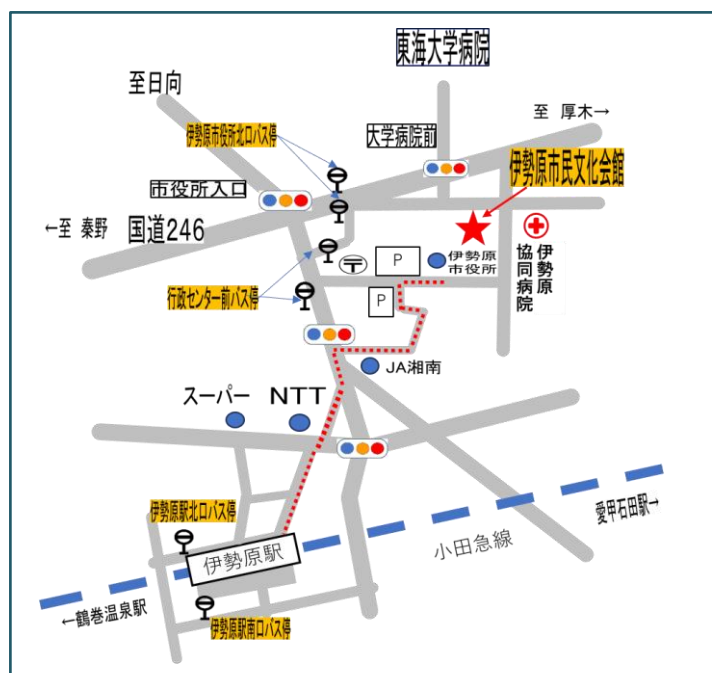 東海大学病院
至日向
至 厚木→
伊勢原市役所北口バス停
大学病院前
伊勢原市民文化会館
市役所入口
←至 秦野
国道246
〒
P
伊勢原
市役所
伊勢原
協同病院
行政センター前バス停
P
JA湘南
スーパー
NTT
伊勢原駅北口バス停
愛甲石田駅→
小田急線
伊勢原駅
←鶴巻温泉駅
伊勢原駅南口バス停